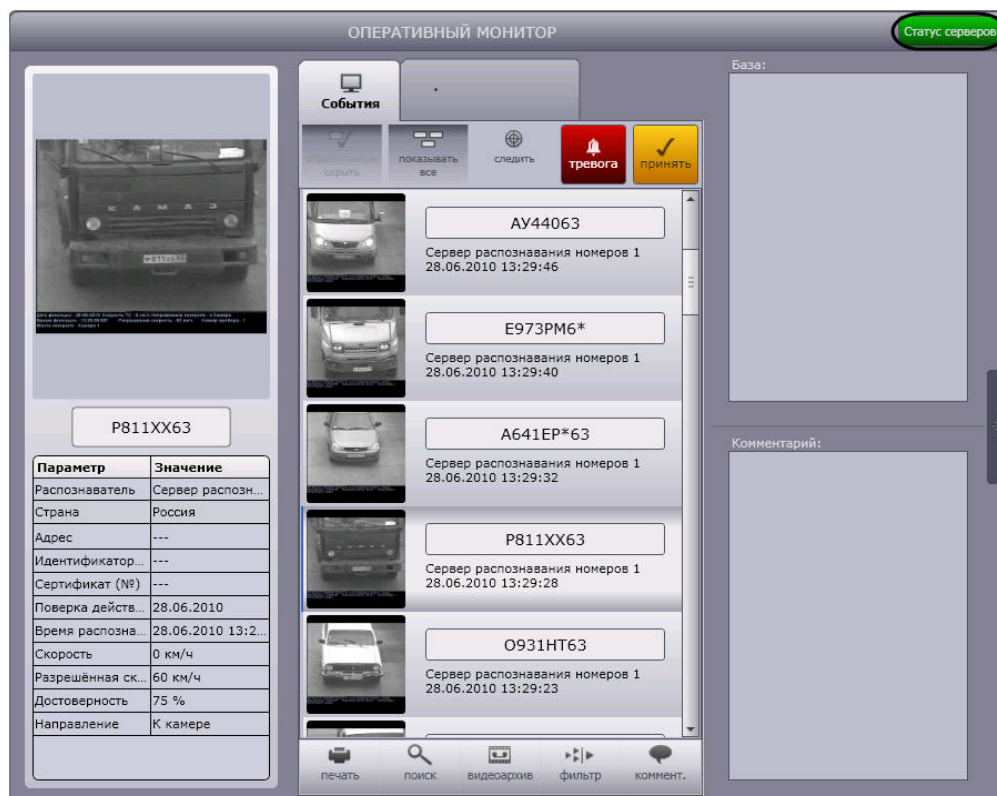 ОПЕРАТИВНЫЙ МОНИТОР
Статус серверов
КАМАЗ
Р811ХХ63
Параметр Значение
Распознаватель Сервер распозн...
Страна Россия
Адрес ---
Идентификатор... ---
Сертификат (№) ---
Поверка действ... 28.06.2010
Время распозна... 28.06.2010 13:2...
Скорость 0 км/ч
Разрешённая ск... 60 км/ч
Достоверность 75 %
Направление К камере
События
обработанные скрыть
показывать все
следить
тревога
принять
АУ44063
Сервер распознавания номеров 1
28.06.2010 13:29:46
Е973РМ6*
Сервер распознавания номеров 1
28.06.2010 13:29:40
А641ЕР*63
Сервер распознавания номеров 1
28.06.2010 13:29:32
Р811ХХ63
Сервер распознавания номеров 1
28.06.2010 13:29:28
О931НТ63
Сервер распознавания номеров 1
28.06.2010 13:29:23
печать
поиск
видеоархив
фильтр
коммент.
База:
Комментарий: